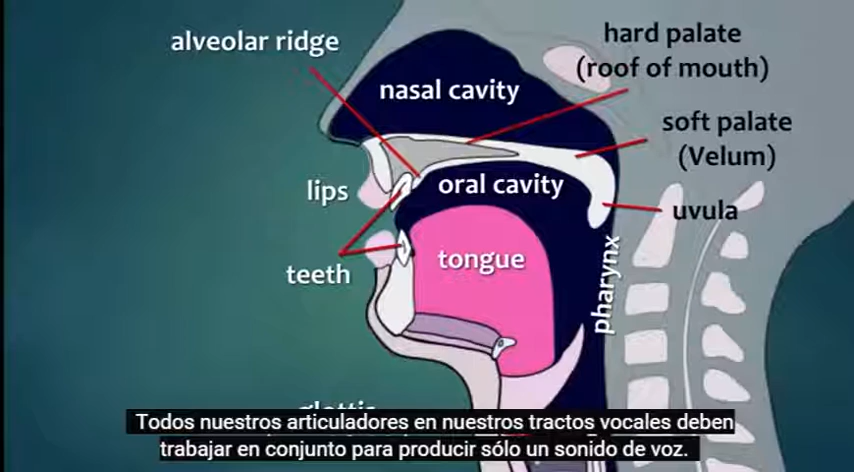 alveolar ridge
hard palate
(roof of mouth)
nasal cavity
soft palate
(Velum)
lips
oral cavity
uvula
teeth
tongue
pharynx
Todos nuestros articuladores en nuestros tractos vocales deben
trabajar en conjunto para producir sólo un sonido de voz.